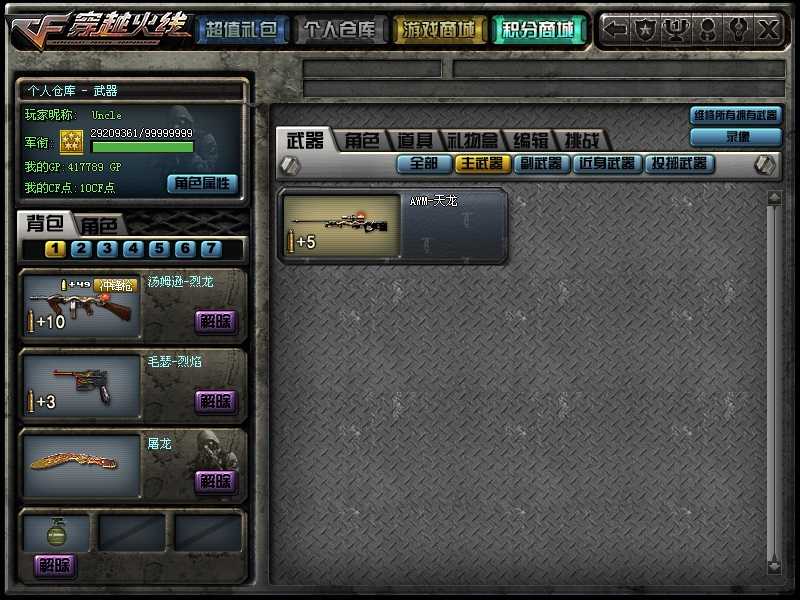 CF 穿越火线 超值礼包 个人仓库 游戏商城 积分商城
个人仓库 - 武器
玩家昵称: Uncle
军衔: 29209361/99999999
我的GP:417789 GP
我的CF点:10CF点
角色属性
背包 角色
1 2 3 4 5 6 7
+49 冲锋枪 汤姆逊-烈龙
+10 解除
毛瑟-烈焰
+3 解除
屠龙
解除
解除
维修所有拥有武器
录像
武器 角色 道具 礼物盒 编辑 挑战
全部 主武器 副武器 近身武器 投掷武器
AWM-天龙
+5